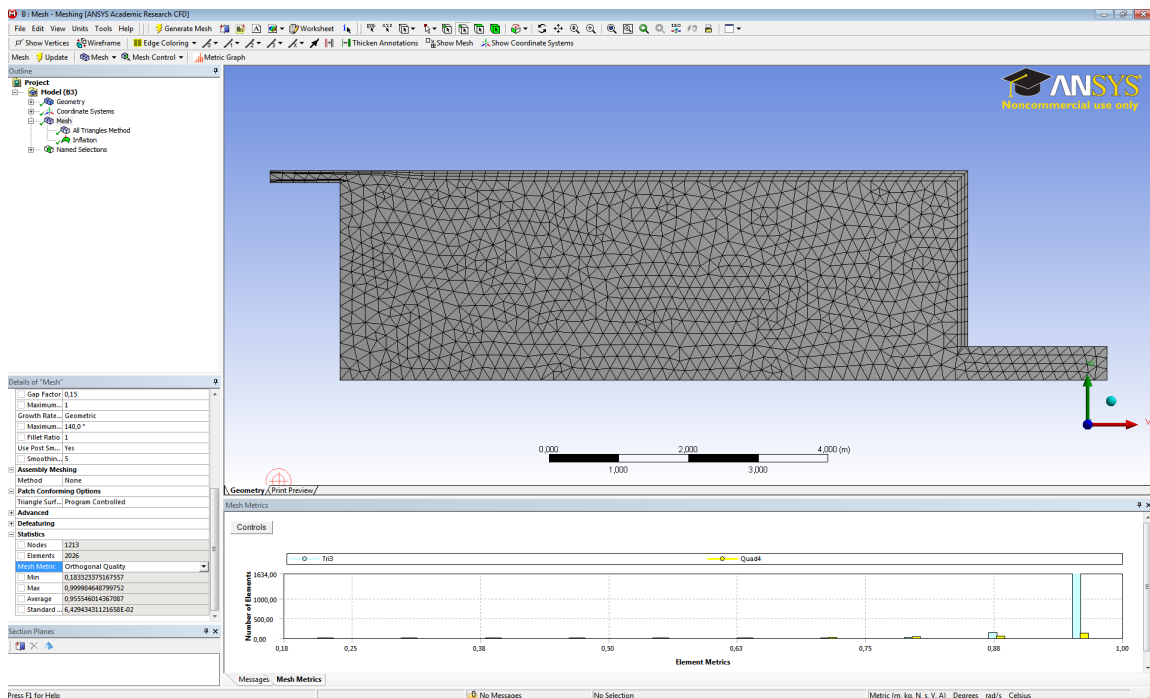 B : Mesh - Meshing [ANSYS Academic Research CFD]
File Edit View Units Tools Help Generate Mesh Worksheet
Show Vertices Wireframe Edge Coloring Thicken Annotations Show Mesh Show Coordinate Systems
Mesh Update Mesh Mesh Control Metric Graph
Outline
Project
Model (B3)
Geometry
Coordinate Systems
Mesh
All Triangles Method
Inflation
Named Selections
ANSYS
Noncommercial use only
0,000 2,000 4,000 (m)
1,000 3,000
Geometry Print Preview
Details of "Mesh"
Gap Factor 0,15
Maximum... 1
Growth Rate... Geometric
Maximum... 140,0 °
Fillet Ratio 1
Use Post Sm... Yes
Smoothin... 5
Assembly Meshing
Method None
Patch Conforming Options
Triangle Surf... Program Controlled
Advanced
Defeaturing
Statistics
Nodes 1213
Elements 2026
Mesh Metric Orthogonal Quality
Min 0,183323375167557
Max 0,999984648799752
Average 0,955546014367087
Standard ... 6,42943431121658E-02
Section Planes
Mesh Metrics
Controls
Tri3 Quad4
Number of Elements
1634,00
1000,00
500,00
0,00
0,18 0,25 0,38 0,50 0,63 0,75 0,88 1,00
Element Metrics
Messages Mesh Metrics
Press F1 for Help No Messages No Selection Metric (m, kg, N, s, V, A) Degrees rad/s Celsius